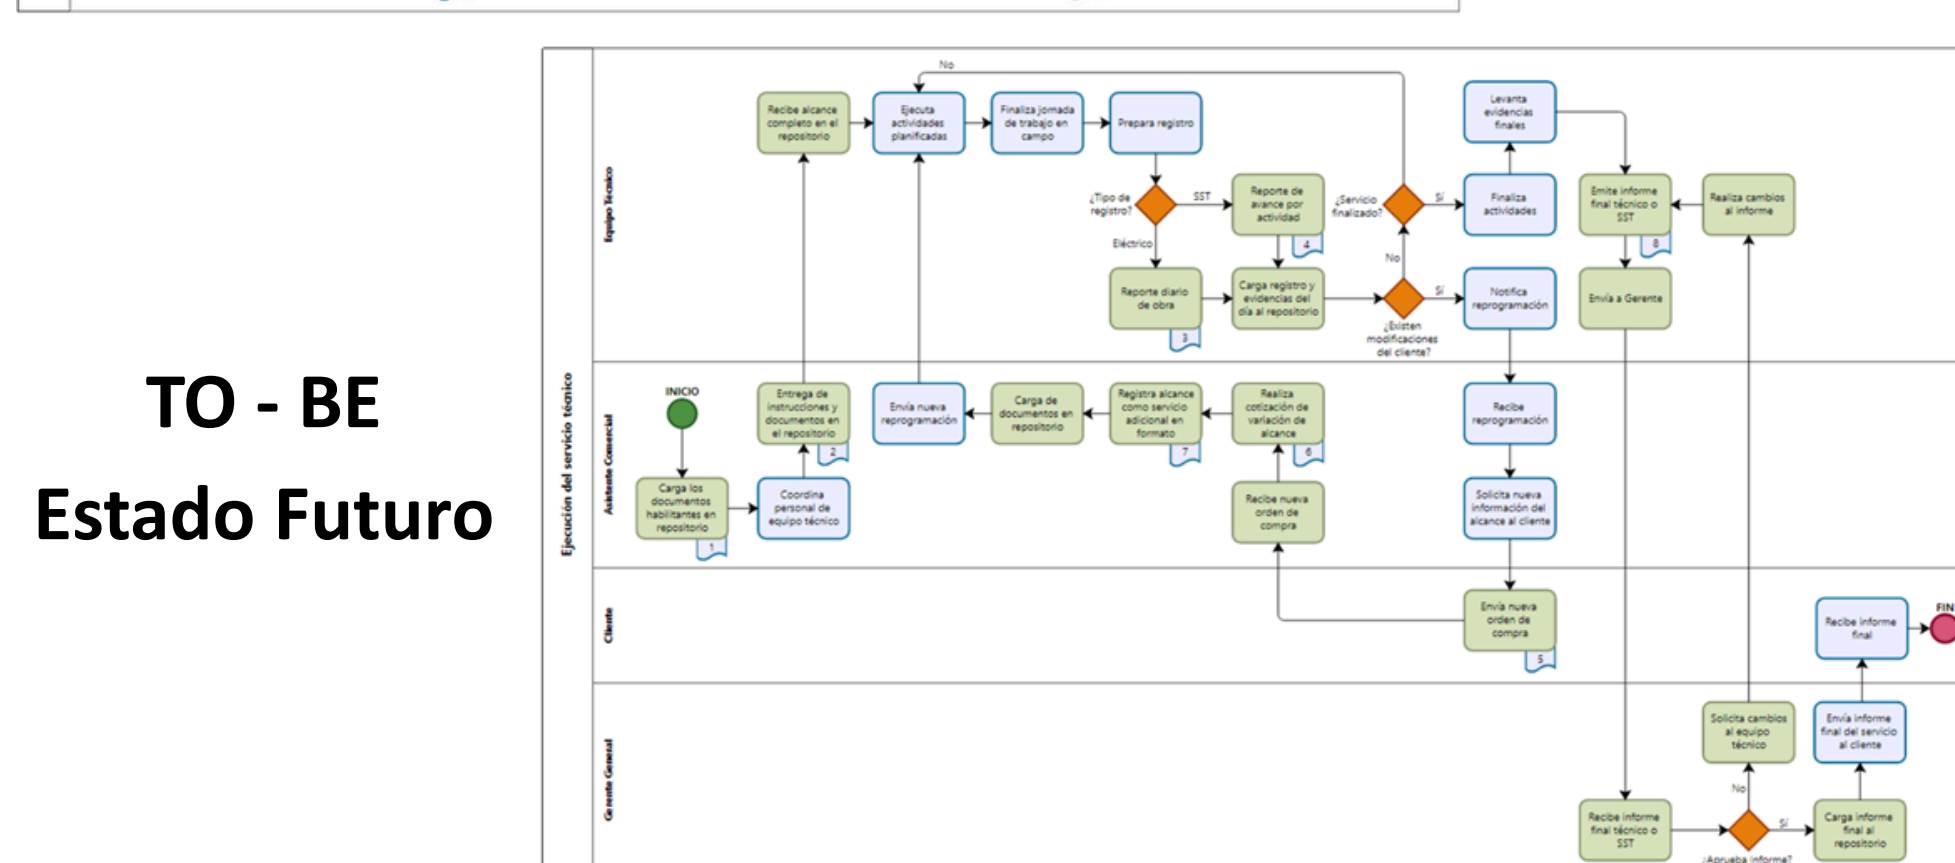 TO - BE
Estado Futuro
Ejecución del servicio técnico
Equipo Técnico
No
Recibe alcance
completo en el
repositorio
Ejecuta
actividades
planificadas
Finaliza jornada
de trabajo en
campo
Prepara registro
¿Tipo de
registro?
SST
Eléctrico
Reporte de
avance por
actividad
4
Reporte diario
de obra
3
Carga registro y
evidencias del
día al repositorio
¿Servicio
finalizado?
Sí
No
¿Existen
modificaciones
del cliente?
Sí
Levanta
evidencias
finales
Finaliza
actividades
Notifica
reprogramación
Emite informe
final técnico o
SST
8
Realiza cambios
al informe
Envía a Gerente
Asistente Comercial
INICIO
Carga los
documentos
habilitantes en
repositorio
1
Entrega de
instrucciones y
documentos en
el repositorio
2
Coordina
personal de
equipo técnico
Envía nueva
reprogramación
Carga de
documentos en
repositorio
Registra alcance
como servicio
adicional en
formato
7
Realiza
cotización de
variación de
alcance
6
Recibe nueva
orden de
compra
Recibe
reprogramación
Solicita nueva
información del
alcance al cliente
Cliente
Envía nueva
orden de
compra
5
Recibe informe
final
FIN
Gerente General
Solicita cambios
al equipo
técnico
Envía informe
final del servicio
al cliente
No
Recibe informe
final técnico o
SST
Sí
Carga informe
final al
repositorio
¿Aprueba informe?